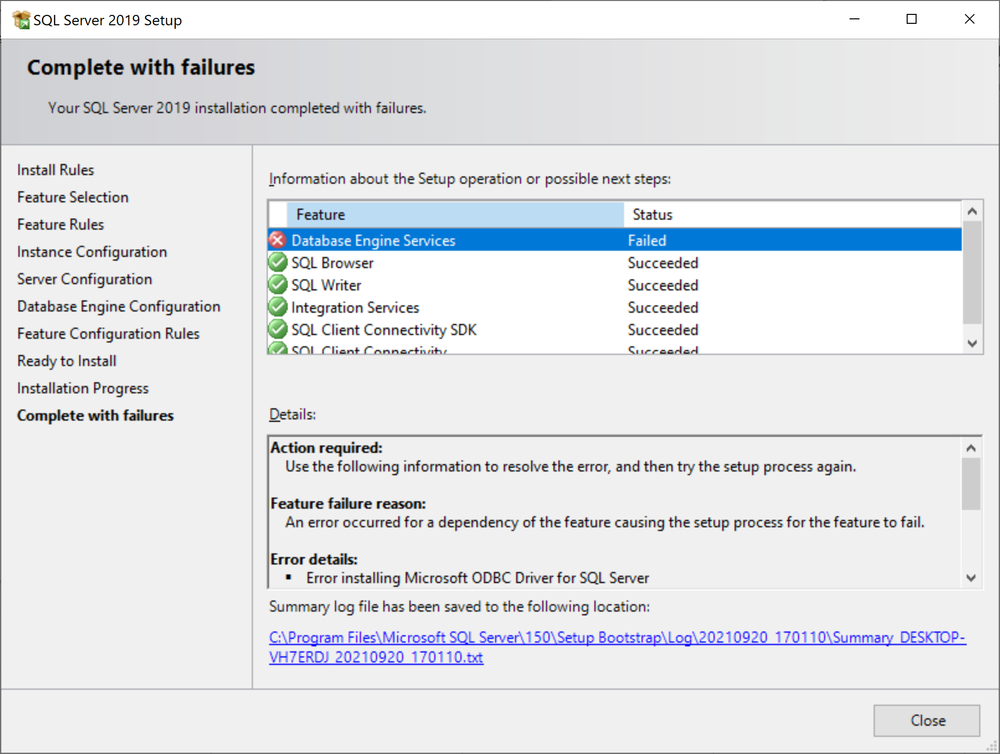 SQL Server 2019 Setup
Complete with failures
Your SQL Server 2019 installation completed with failures.
Install Rules
Feature Selection
Feature Rules
Instance Configuration
Server Configuration
Database Engine Configuration
Feature Configuration Rules
Ready to Install
Installation Progress
Complete with failures
Information about the Setup operation or possible next steps:
Feature Status
Database Engine Services Failed
SQL Browser Succeeded
SQL Writer Succeeded
Integration Services Succeeded
SQL Client Connectivity SDK Succeeded
SQL Client Connectivity Succeeded
Details:
Action required:
Use the following information to resolve the error, and then try the setup process again.
Feature failure reason:
An error occurred for a dependency of the feature causing the setup process for the feature to fail.
Error details:
▪ Error installing Microsoft ODBC Driver for SQL Server
Summary log file has been saved to the following location:
C:\Program Files\Microsoft SQL Server\150\Setup Bootstrap\Log\20210920_170110\Summary_DESKTOP-
VH7ERDJ_20210920_170110.txt
Close